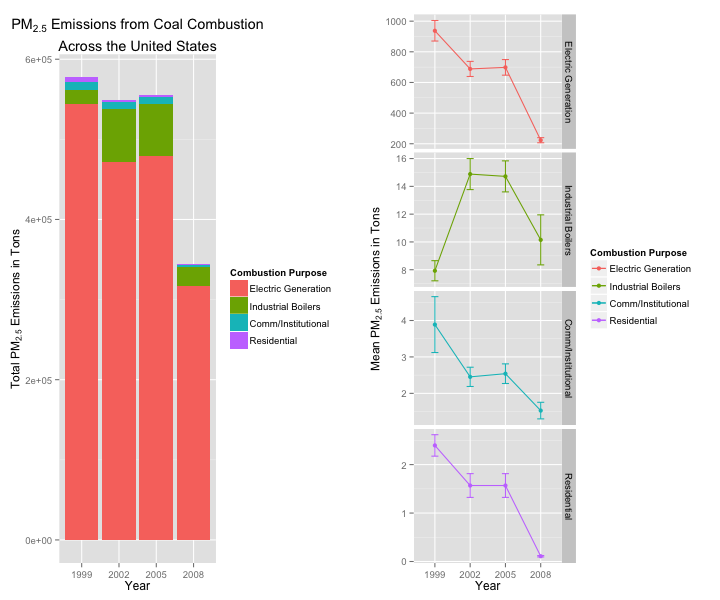 PM2.5 Emissions from Coal Combustion
Across the United States
Total PM2.5 Emissions in Tons
6e+05
4e+05
2e+05
0e+00
1999 2002 2005 2008
Year
Combustion Purpose
Electric Generation
Industrial Boilers
Comm/Institutional
Residential
Mean PM2.5 Emissions in Tons
1000
800
600
400
200
Electric Generation
16
14
12
10
8
Industrial Boilers
4
3
2
Comm/Institutional
2
1
0
Residential
1999 2002 2005 2008
Year
Combustion Purpose
Electric Generation
Industrial Boilers
Comm/Institutional
Residential